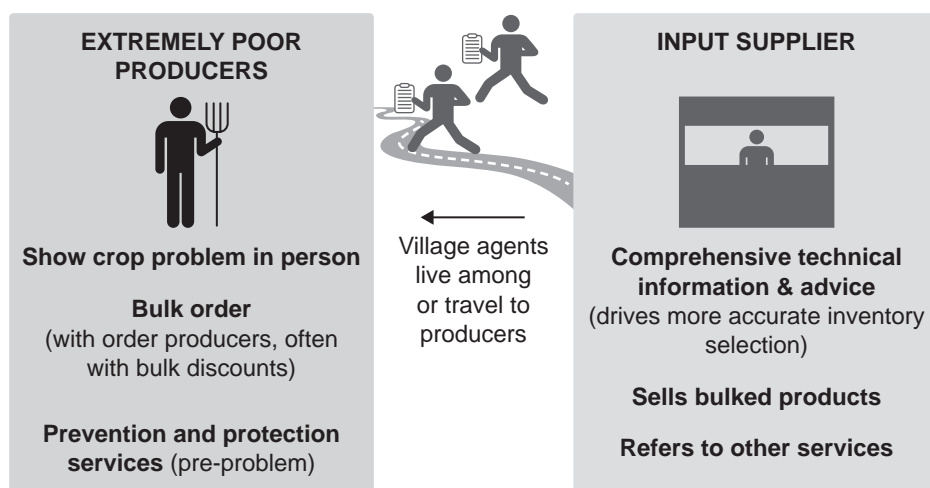 EXTREMELY POOR
PRODUCERS
Show crop problem in person
Bulk order
(with order producers, often
with bulk discounts)
Prevention and protection
services (pre-problem)
Village agents
live among
or travel to
producers
INPUT SUPPLIER
Comprehensive technical
information & advice
(drives more accurate inventory
selection)
Sells bulked products
Refers to other services